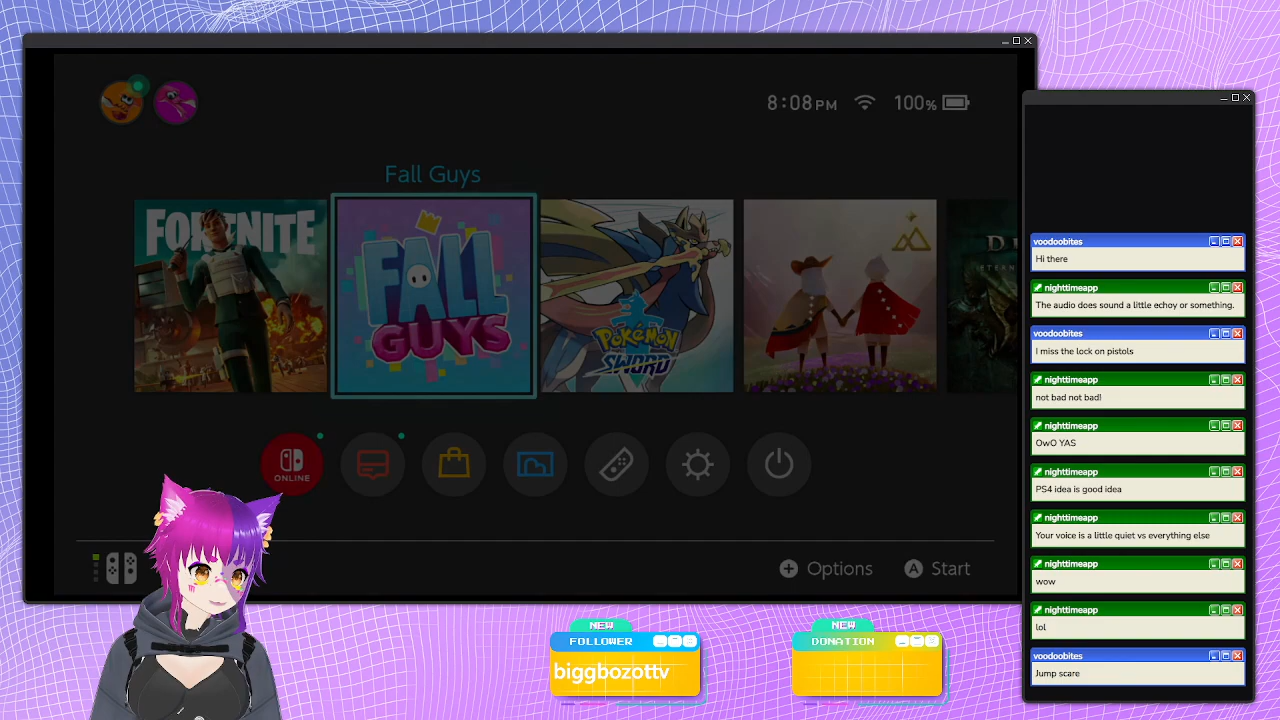 8:08 PM 100%
Fall Guys
FORTNITE
FALL GUYS
POKÉMON
SWORD
ONLINE
Options
Start
voodoobites
Hi there
nighttimeapp
The audio does sound a little echoy or something.
voodoobites
I miss the lock on pistols
nighttimeapp
not bad not bad!
nighttimeapp
OwO YAS
nighttimeapp
PS4 idea is good idea
nighttimeapp
Your voice is a little quiet vs everything else
nighttimeapp
wow
nighttimeapp
lol
voodoobites
Jump scare
NEW
FOLLOWER
biggbozottv
NEW
DONATION